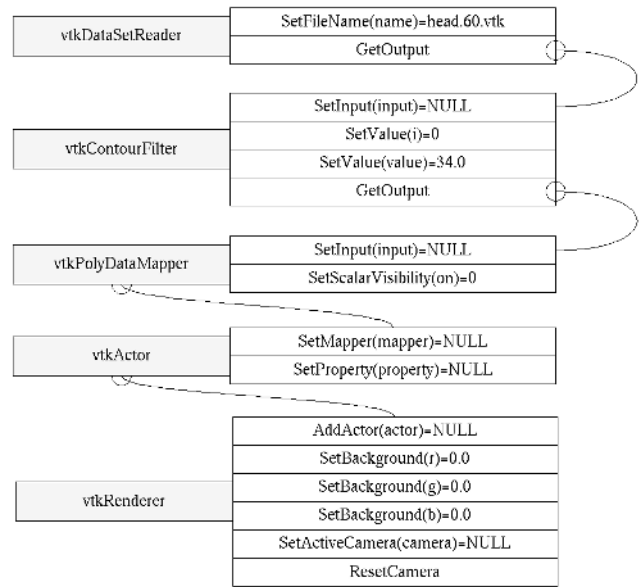 vtkDataSetReader
SetFileName(name)=head.60.vtk
GetOutput
vtkContourFilter
SetInput(input)=NULL
SetValue(i)=0
SetValue(value)=34.0
GetOutput
vtkPolyDataMapper
SetInput(input)=NULL
SetScalarVisibility(on)=0
vtkActor
SetMapper(mapper)=NULL
SetProperty(property)=NULL
vtkRenderer
AddActor(actor)=NULL
SetBackground(r)=0.0
SetBackground(g)=0.0
SetBackground(b)=0.0
SetActiveCamera(camera)=NULL
ResetCamera